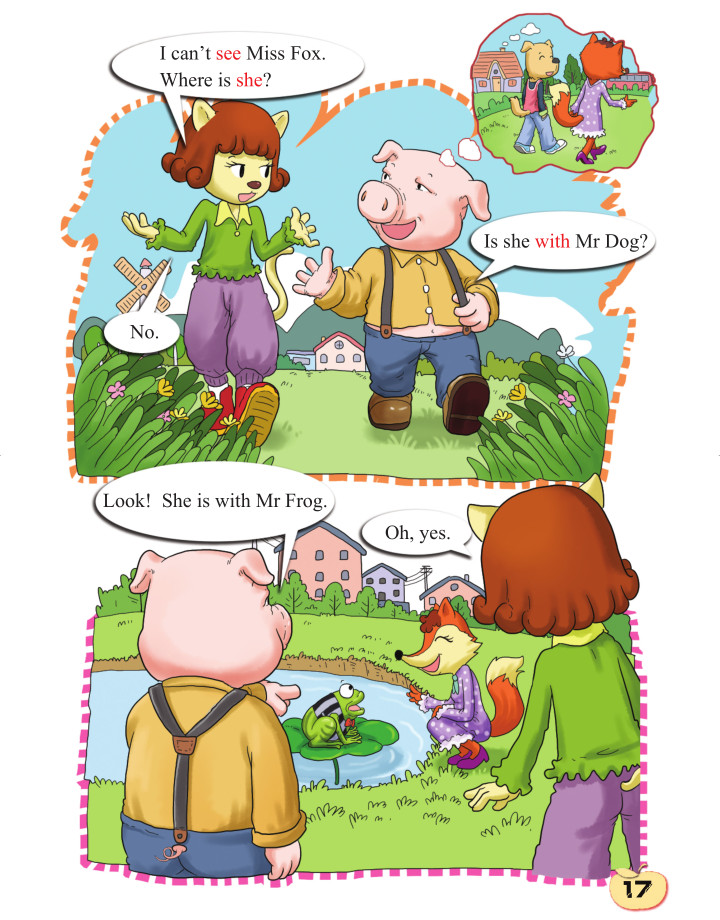 I can't see Miss Fox.
Where is she?
Is she with Mr Dog?
No.
Look! She is with Mr Frog.
Oh, yes.
17